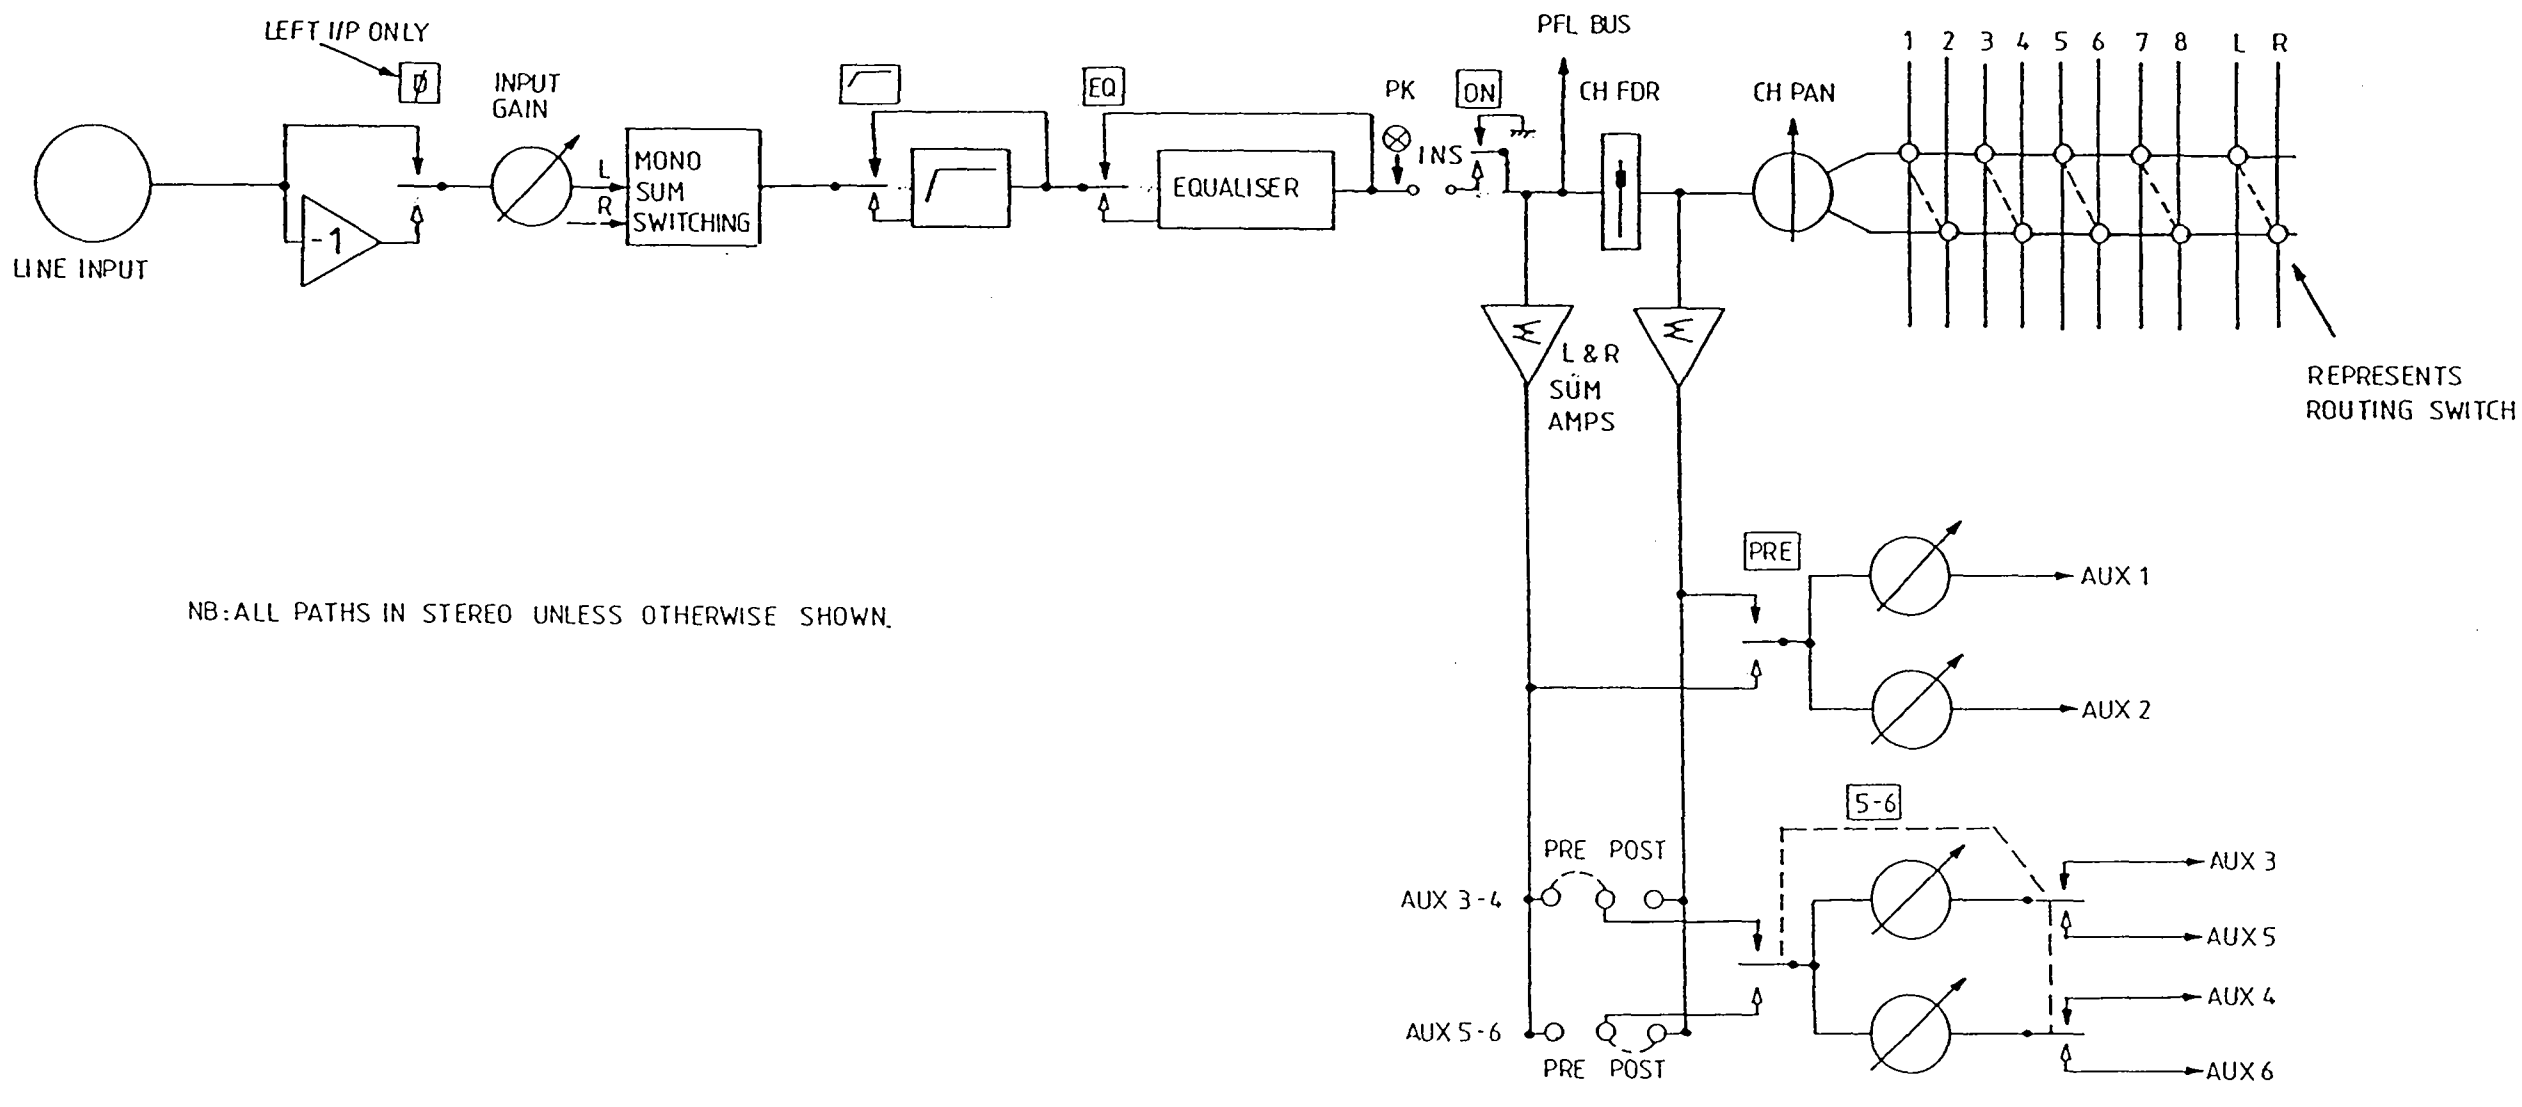 LEFT I/P ONLY
ø
INPUT
GAIN
LINE INPUT
-1
L
R
MONO
SUM
SWITCHING
EQ
EQUALISER
PK
INS
ON
PFL BUS
CH FDR
CH PAN
1 2 3 4 5 6 7 8 L R
REPRESENTS
ROUTING SWITCH
Σ
Σ
L & R
SUM
AMPS
NB: ALL PATHS IN STEREO UNLESS OTHERWISE SHOWN.
PRE
AUX 1
AUX 2
5-6
PRE POST
AUX 3-4
AUX 5-6
PRE POST
AUX 3
AUX 5
AUX 4
AUX 6